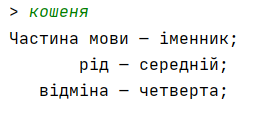 > кошеня
Частина мови — іменник;
рід — середній;
відміна — четверта;